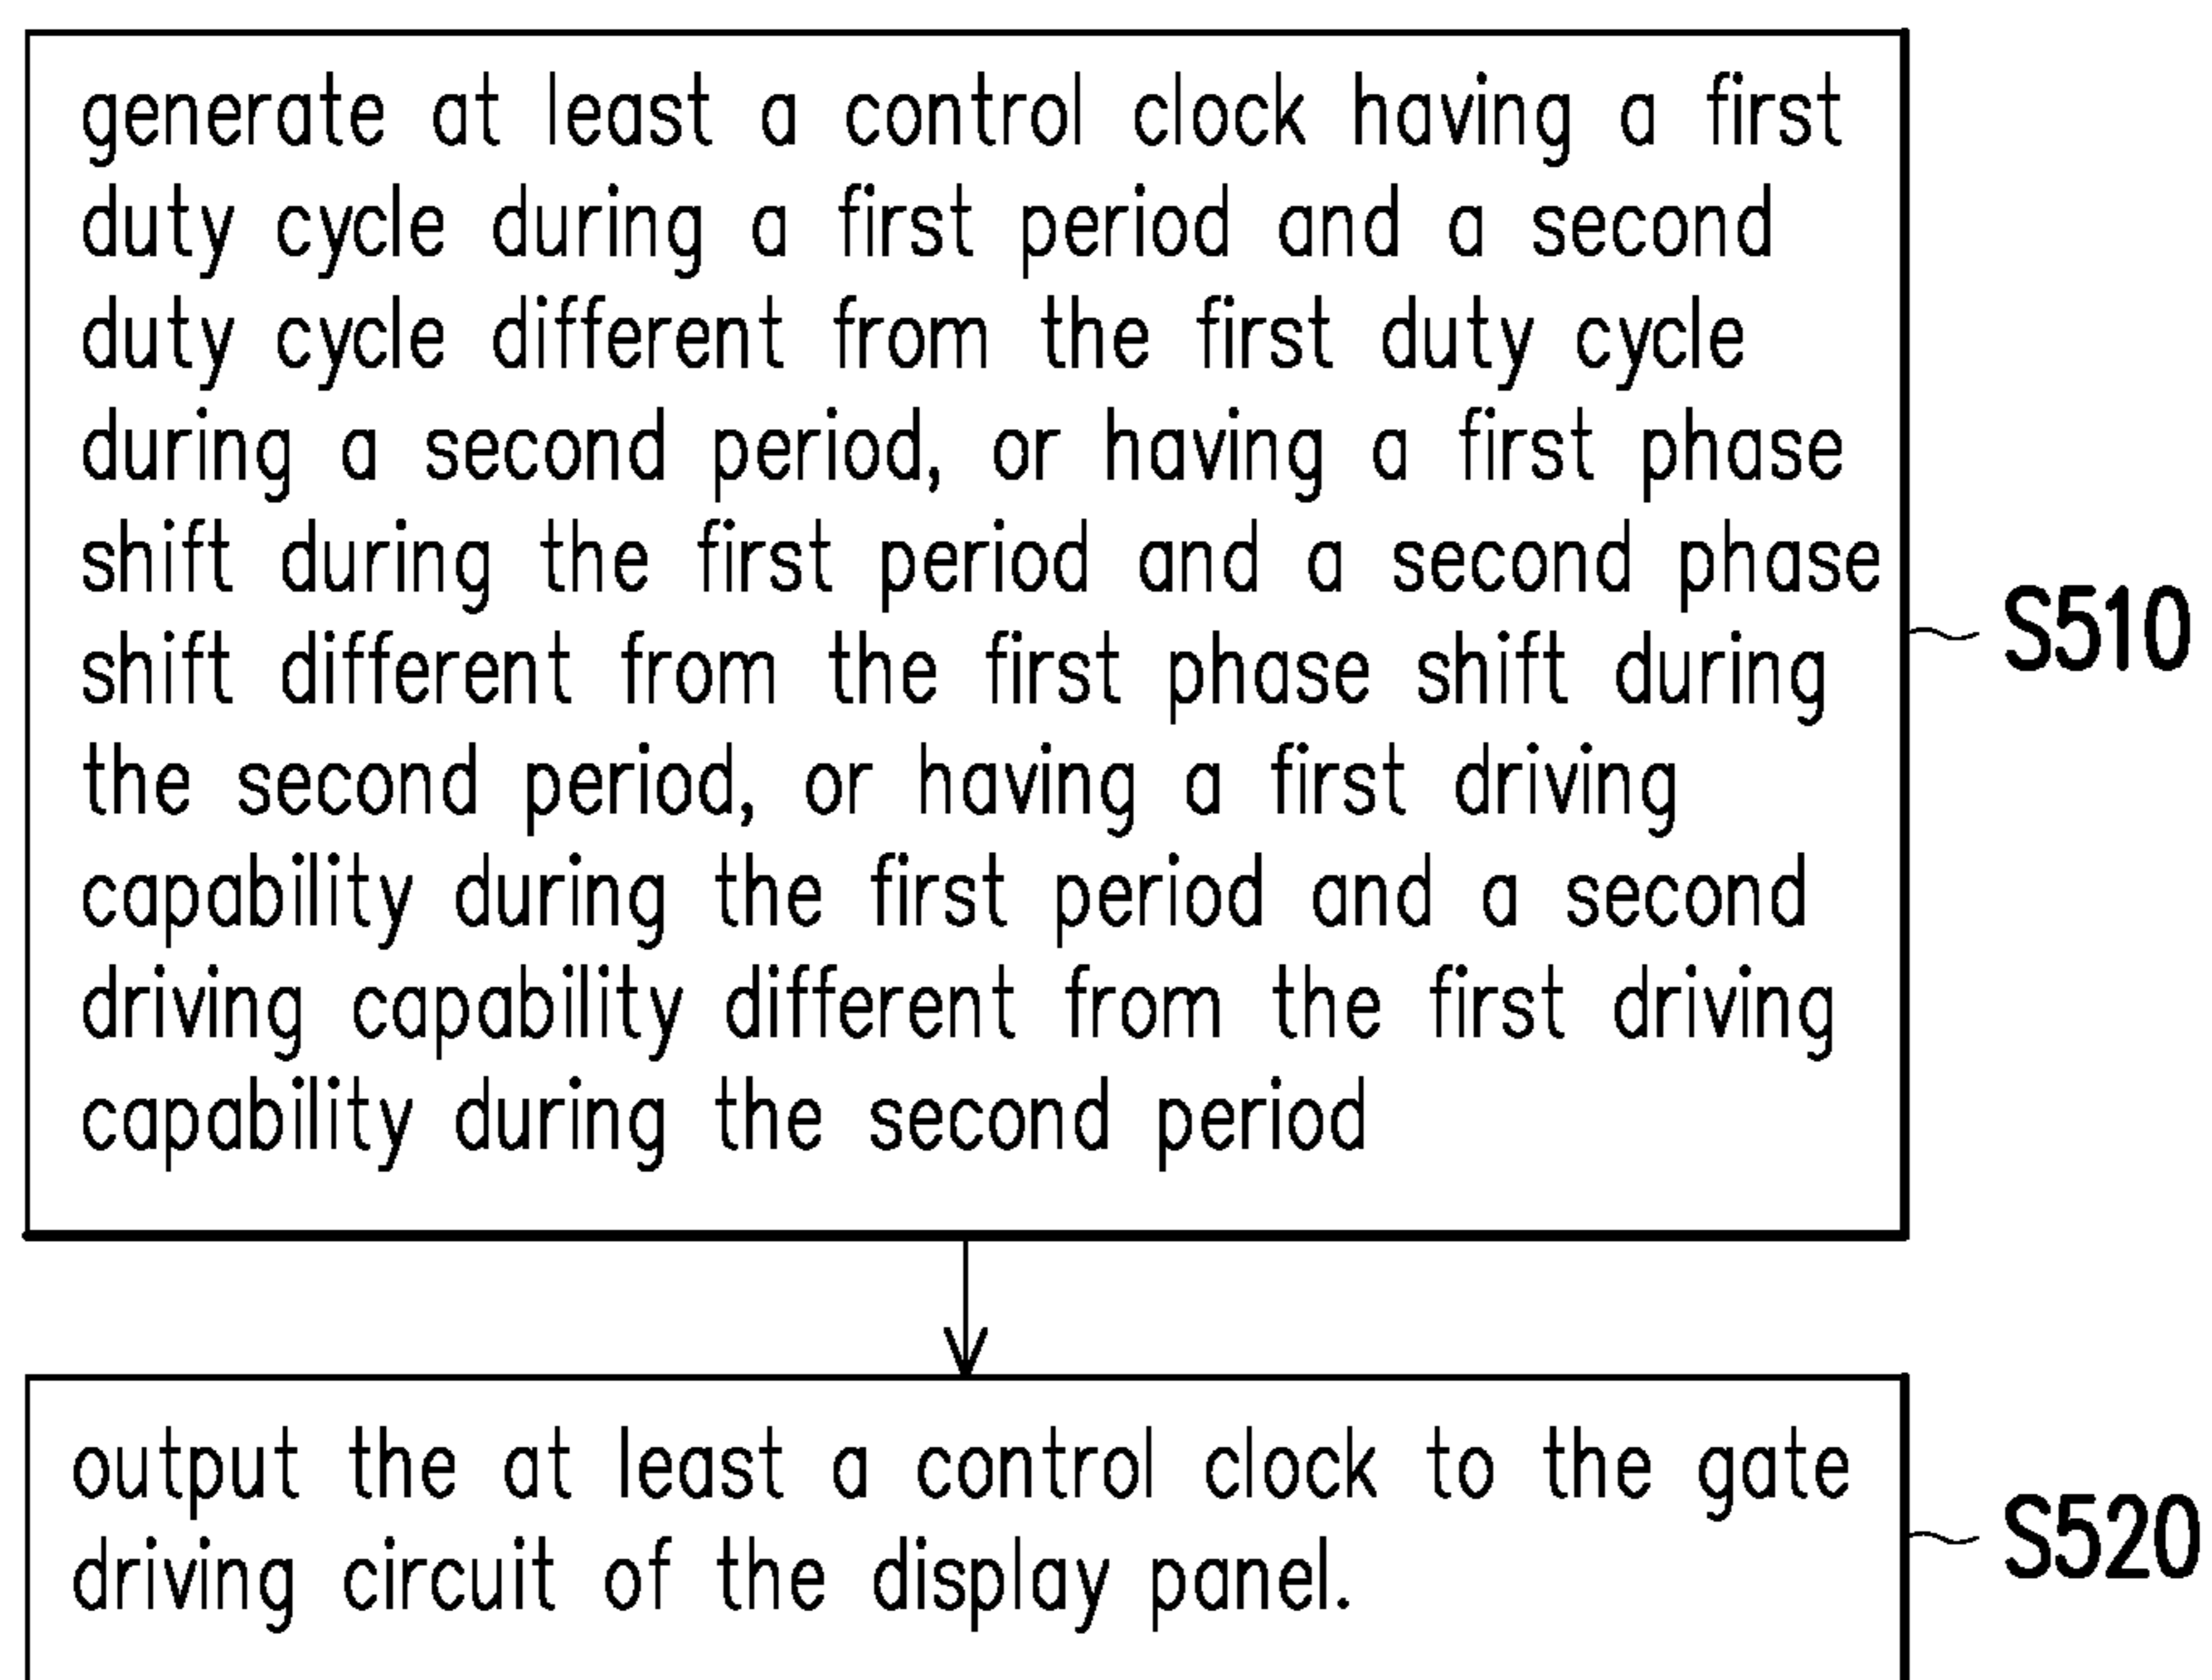 generate at least a control clock having a first
duty cycle during a first period and a second
duty cycle different from the first duty cycle
during a second period, or having a first phase
shift during the first period and a second phase
shift different from the first phase shift during
the second period, or having a first driving
capability during the first period and a second
driving capability different from the first driving
capability during the second period
S510
output the at least a control clock to the gate
driving circuit of the display panel.
S520